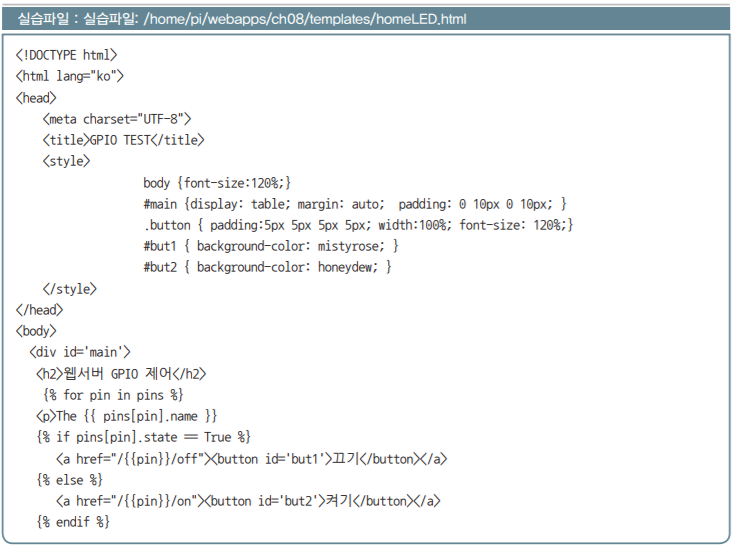 실습파일 : 실습파일: /home/pi/webapps/ch08/templates/homeLED.html
<!DOCTYPE html>
<html lang="ko">
<head>
<meta charset="UTF-8">
<title>GPIO TEST</title>
<style>
body {font-size:120%;}
#main {display: table; margin: auto;  padding: 0 10px 0 10px; }
.button { padding:5px 5px 5px 5px; width:100%; font-size: 120%;}
#but1 { background-color: mistyrose; }
#but2 { background-color: honeydew; }
</style>
</head>
<body>
<div id='main'>
<h2>웹서버 GPIO 제어</h2>
{% for pin in pins %}
<p>The {{ pins[pin].name }}
{% if pins[pin].state == True %}
<a href="/{{pin}}/off"><button id='but1'>끄기</button></a>
{% else %}
<a href="/{{pin}}/on"><button id='but2'>켜기</button></a>
{% endif %}